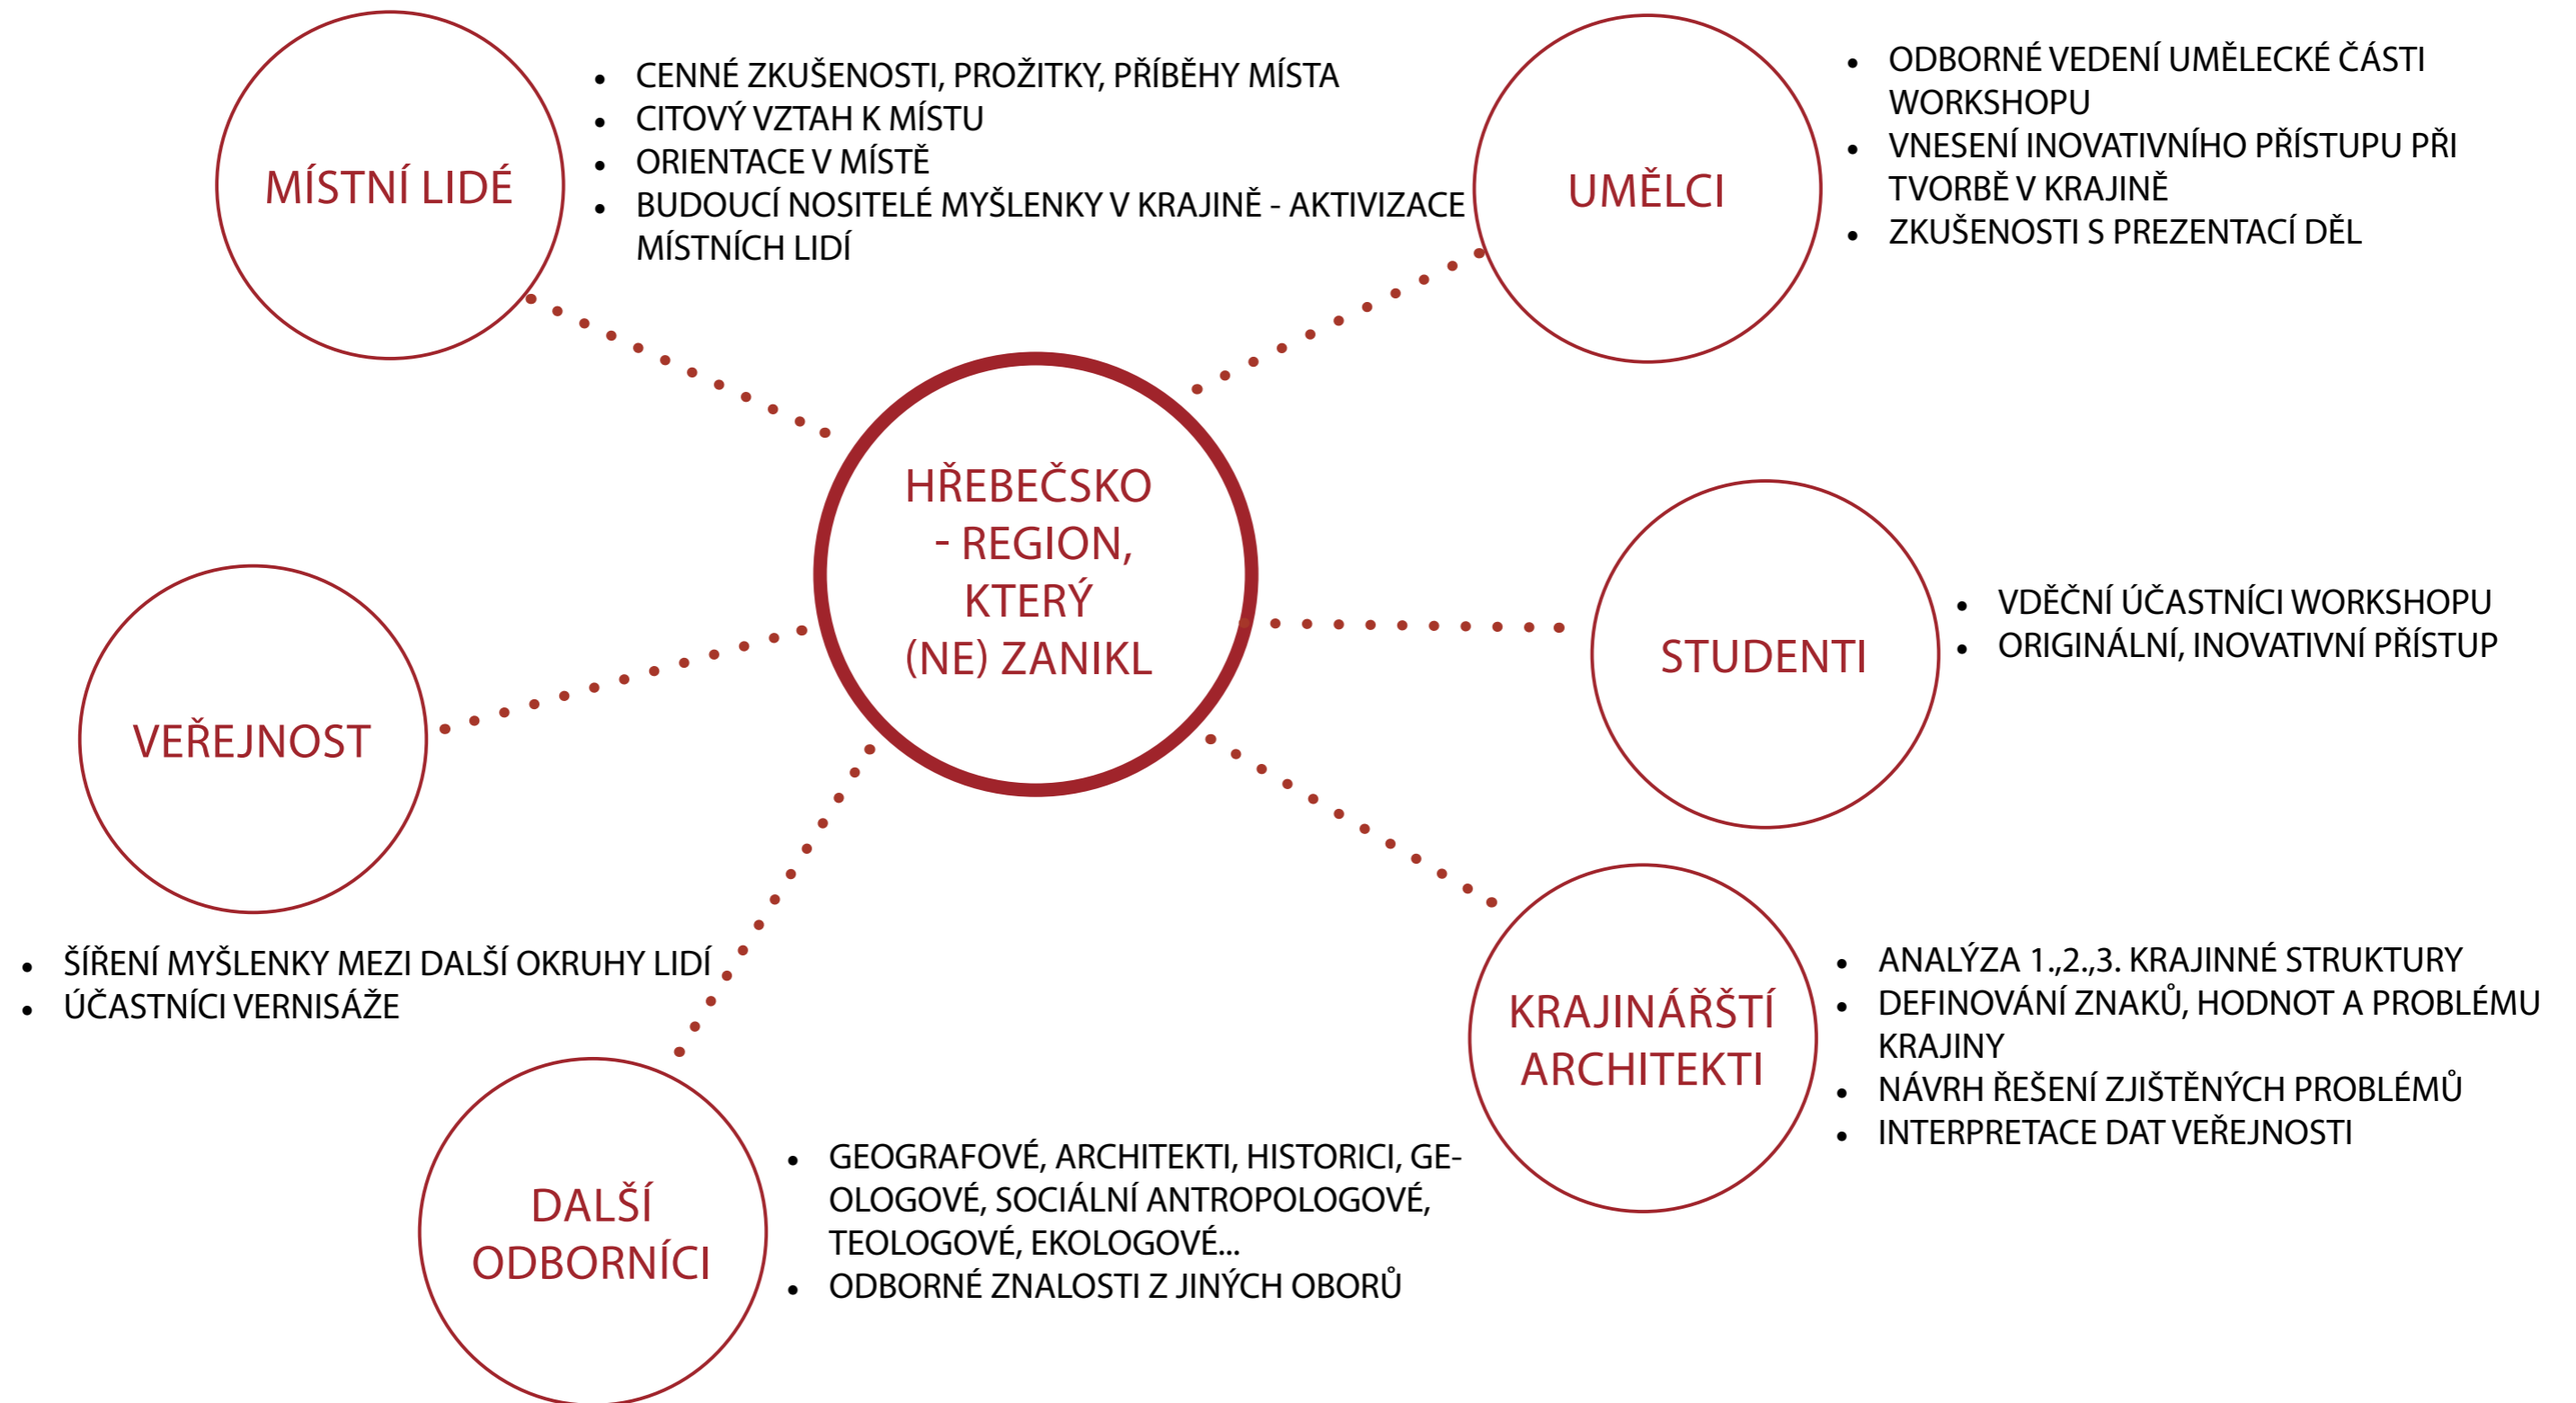 MÍSTNÍ LIDÉ
• CENNÉ ZKUŠENOSTI, PROŽITKY, PŘÍBĚHY MÍSTA
• CITOVÝ VZTAH K MÍSTU
• ORIENTACE V MÍSTĚ
• BUDOUCÍ NOSITELÉ MYŠLENKY V KRAJINĚ - AKTIVIZACE
MÍSTNÍCH LIDÍ
UMĚLCI
• ODBORNÉ VEDENÍ UMĚLECKÉ ČÁSTI
WORKSHOPU
• VNESENÍ INOVATIVNÍHO PŘÍSTUPU PŘI
TVORBĚ V KRAJINĚ
• ZKUŠENOSTI S PREZENTACÍ DĚL
HŘEBEČSKO
- REGION,
KTERÝ
(NE) ZANIKL
STUDENTI
• VDĚČNÍ ÚČASTNÍCI WORKSHOPU
• ORIGINÁLNÍ, INOVATIVNÍ PŘÍSTUP
VEŘEJNOST
• ŠÍŘENÍ MYŠLENKY MEZI DALŠÍ OKRUHY LIDÍ
• ÚČASTNÍCI VERNISÁŽE
KRAJINÁŘŠTÍ
ARCHITEKTI
• ANALÝZA 1.,2.,3. KRAJINNÉ STRUKTURY
• DEFINOVÁNÍ ZNAKŮ, HODNOT A PROBLÉMU
KRAJINY
• NÁVRH ŘEŠENÍ ZJIŠTĚNÝCH PROBLÉMŮ
• INTERPRETACE DAT VEŘEJNOSTI
DALŠÍ
ODBORNÍCI
• GEOGRAFOVÉ, ARCHITEKTI, HISTORICI, GE-
OLOGOVÉ, SOCIÁLNÍ ANTROPOLOGOVÉ,
TEOLOGOVÉ, EKOLOGOVÉ...
• ODBORNÉ ZNALOSTI Z JINÝCH OBORŮ